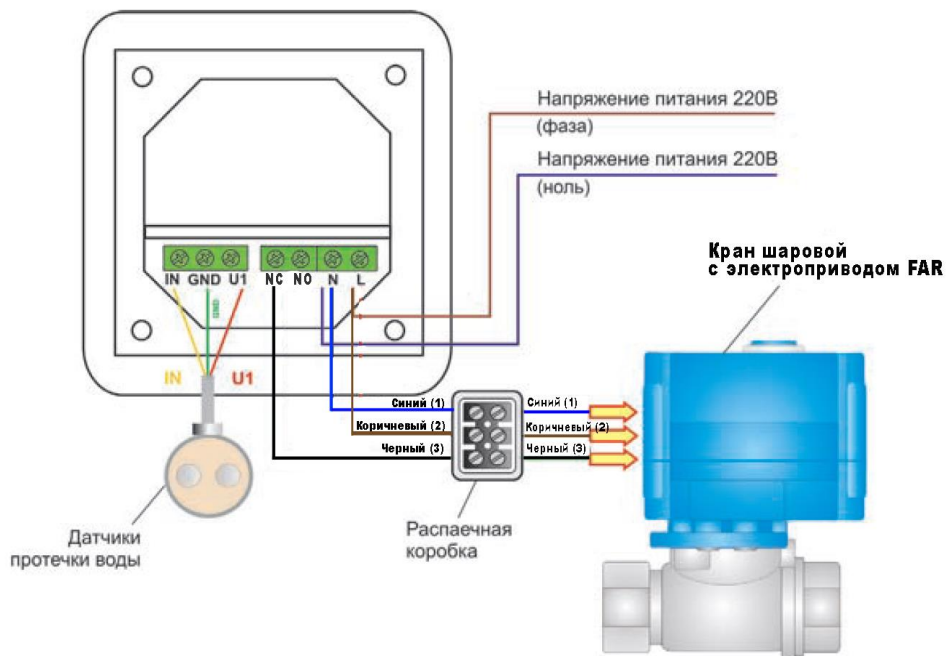 Напряжение питания 220В
(фаза)
Напряжение питания 220В
(ноль)
Кран шаровой
с электроприводом FAR
IN GND U1 NC NO N L
GND
IN U1
Синий (1) Синий (1)
Коричневый (2) Коричневый (2)
Черный (3) Черный (3)
Распаечная
коробка
Датчики
протечки воды